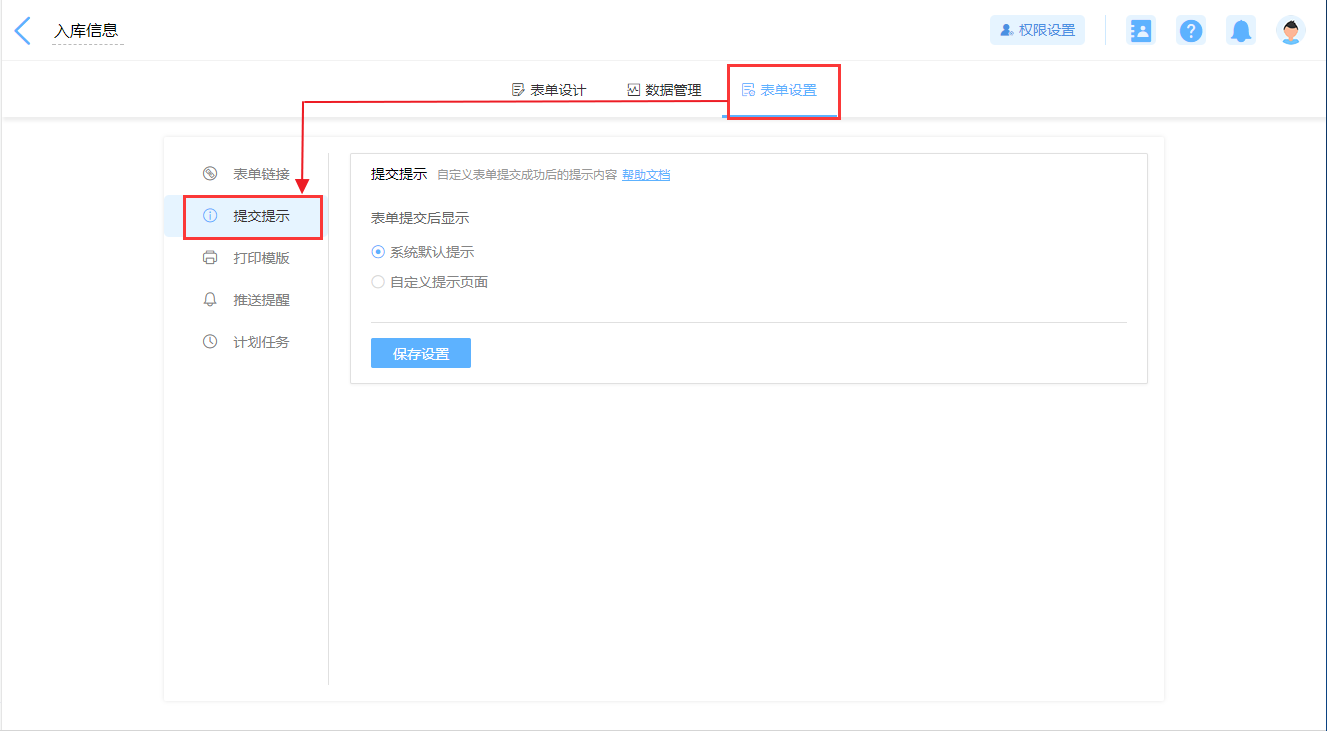 入库信息
权限设置
表单设计
数据管理
表单设置
表单链接
提交提示
打印模版
推送提醒
计划任务
提交提示 自定义表单提交成功后的提示内容 帮助文档
表单提交后显示
系统默认提示
自定义提示页面
保存设置